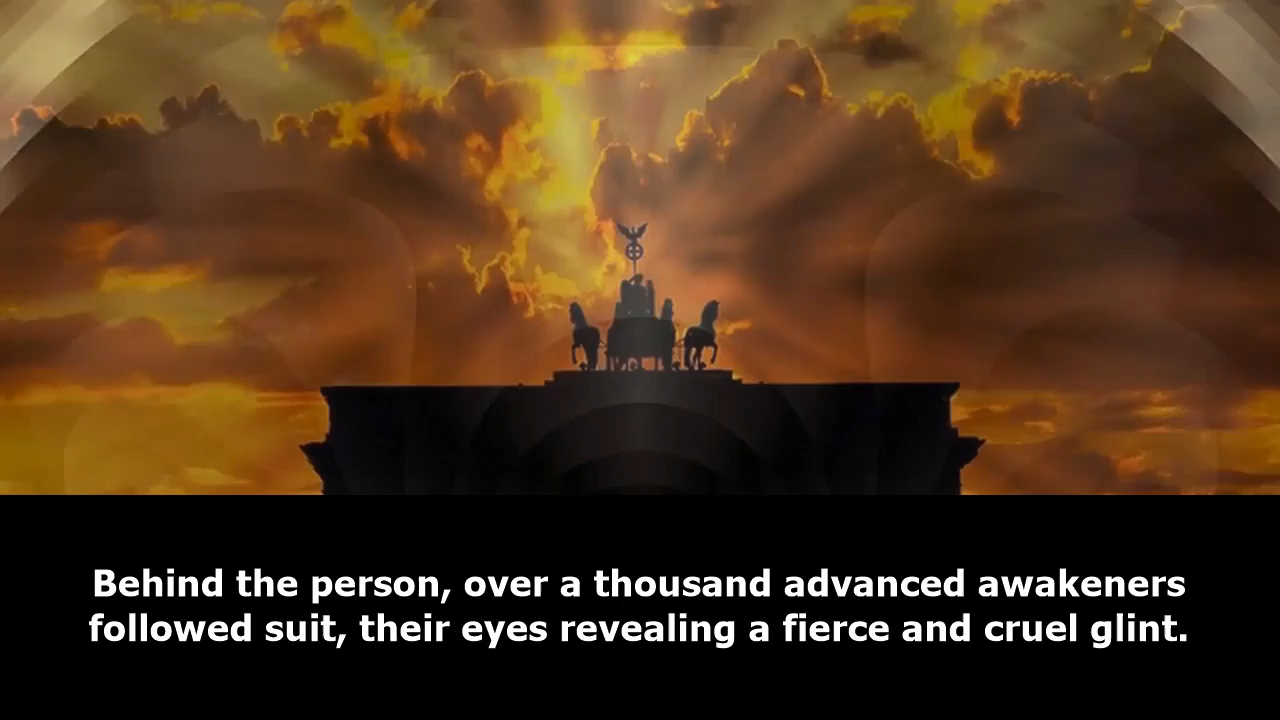 Behind the person, over a thousand advanced awakeners
followed suit, their eyes revealing a fierce and cruel glint.